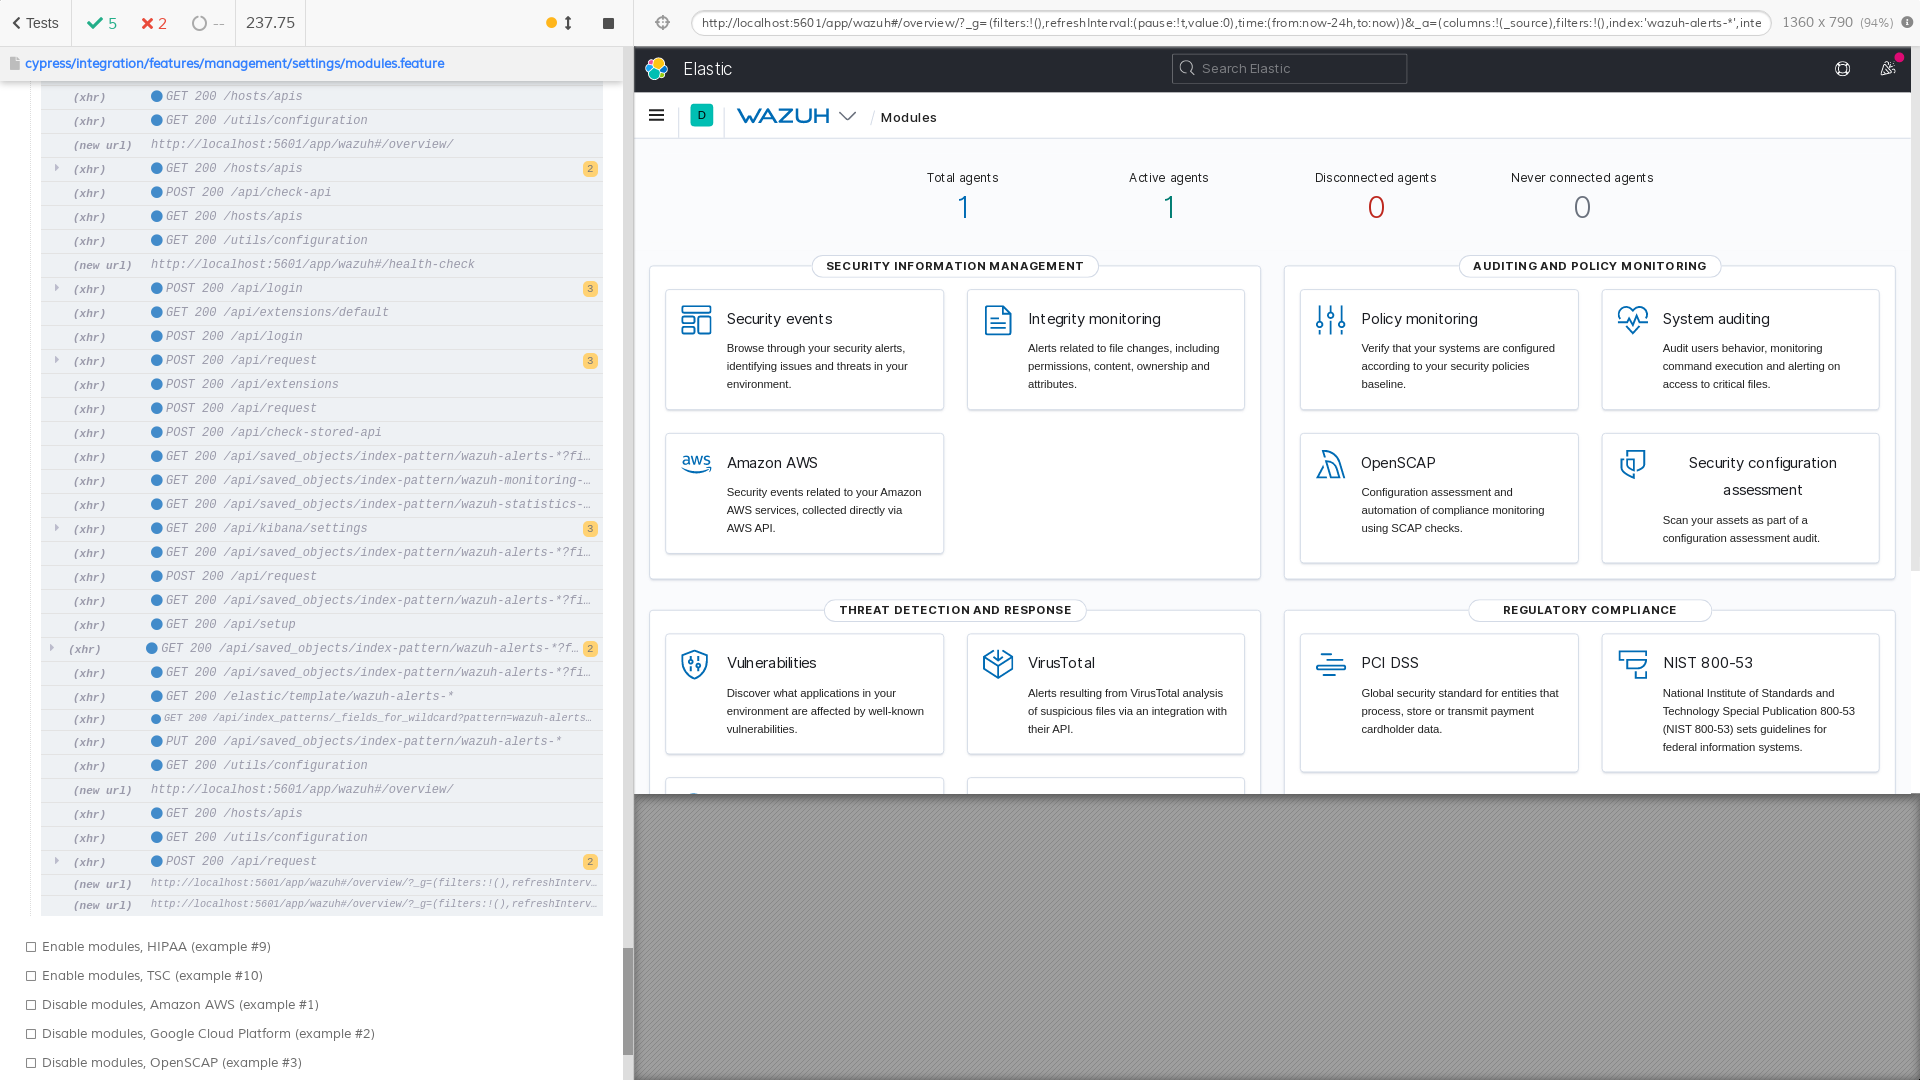 Tests
5
2
--
237.75
http://localhost:5601/app/wazuh#/overview/?_g=(filters:!(),refreshInterval:(pause:!t,value:0),time:(from:now-24h,to:now))&_a=(columns:!(_source),filters:!(),index:'wazuh-alerts-*',inte
1360 x 790 (94%)
cypress/integration/features/management/settings/modules.feature
(xhr) GET 200 /hosts/apis
(xhr) GET 200 /utils/configuration
(new url) http://localhost:5601/app/wazuh#/overview/
(xhr) GET 200 /hosts/apis 2
(xhr) POST 200 /api/check-api
(xhr) GET 200 /hosts/apis
(xhr) GET 200 /utils/configuration
(new url) http://localhost:5601/app/wazuh#/health-check
(xhr) POST 200 /api/login 3
(xhr) GET 200 /api/extensions/default
(xhr) POST 200 /api/login
(xhr) POST 200 /api/request 3
(xhr) POST 200 /api/extensions
(xhr) POST 200 /api/request
(xhr) POST 200 /api/check-stored-api
(xhr) GET 200 /api/saved_objects/index-pattern/wazuh-alerts-*?fi…
(xhr) GET 200 /api/saved_objects/index-pattern/wazuh-monitoring-…
(xhr) GET 200 /api/saved_objects/index-pattern/wazuh-statistics-…
(xhr) GET 200 /api/kibana/settings 3
(xhr) GET 200 /api/saved_objects/index-pattern/wazuh-alerts-*?fi…
(xhr) POST 200 /api/request
(xhr) GET 200 /api/saved_objects/index-pattern/wazuh-alerts-*?fi…
(xhr) GET 200 /api/setup
(xhr) GET 200 /api/saved_objects/index-pattern/wazuh-alerts-*?f… 2
(xhr) GET 200 /api/saved_objects/index-pattern/wazuh-alerts-*?fi…
(xhr) GET 200 /elastic/template/wazuh-alerts-*
(xhr) GET 200 /api/index_patterns/_fields_for_wildcard?pattern=wazuh-alerts…
(xhr) PUT 200 /api/saved_objects/index-pattern/wazuh-alerts-*
(xhr) GET 200 /utils/configuration
(new url) http://localhost:5601/app/wazuh#/overview/
(xhr) GET 200 /hosts/apis
(xhr) GET 200 /utils/configuration
(xhr) POST 200 /api/request 2
(new url) http://localhost:5601/app/wazuh#/overview/?_g=(filters:!(),refreshInterv…
(new url) http://localhost:5601/app/wazuh#/overview/?_g=(filters:!(),refreshInterv…
Enable modules, HIPAA (example #9)
Enable modules, TSC (example #10)
Disable modules, Amazon AWS (example #1)
Disable modules, Google Cloud Platform (example #2)
Disable modules, OpenSCAP (example #3)
Elastic
Search Elastic
D
WAZUH
/ Modules
Total agents
1
Active agents
1
Disconnected agents
0
Never connected agents
0
SECURITY INFORMATION MANAGEMENT
Security events
Browse through your security alerts,
identifying issues and threats in your
environment.
Integrity monitoring
Alerts related to file changes, including
permissions, content, ownership and
attributes.
aws
Amazon AWS
Security events related to your Amazon
AWS services, collected directly via
AWS API.
AUDITING AND POLICY MONITORING
Policy monitoring
Verify that your systems are configured
according to your security policies
baseline.
System auditing
Audit users behavior, monitoring
command execution and alerting on
access to critical files.
OpenSCAP
Configuration assessment and
automation of compliance monitoring
using SCAP checks.
Security configuration
assessment
Scan your assets as part of a
configuration assessment audit.
THREAT DETECTION AND RESPONSE
Vulnerabilities
Discover what applications in your
environment are affected by well-known
vulnerabilities.
VirusTotal
Alerts resulting from VirusTotal analysis
of suspicious files via an integration with
their API.
REGULATORY COMPLIANCE
PCI DSS
Global security standard for entities that
process, store or transmit payment
cardholder data.
NIST 800-53
National Institute of Standards and
Technology Special Publication 800-53
(NIST 800-53) sets guidelines for
federal information systems.